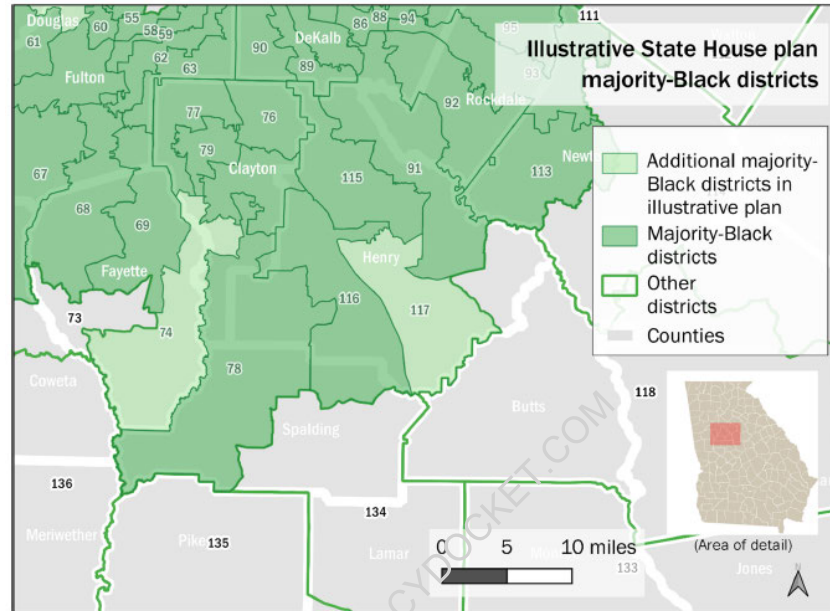 Illustrative State House plan
majority-Black districts
Additional majority-
Black districts in
illustrative plan
Majority-Black
districts
Other
districts
Counties
Douglas
55
60
61
58
59
62
Fulton
63
90
DeKalb
86
88
94
95
89
93
111
92
Rockdale
77
76
79
Clayton
91
67
115
113
68
69
Henry
Fayette
73
116
117
74
78
Coweta
118
Butts
Spalding
136
134
Meriwether
Pike
135
Lamar
133
Jones
0 5 10 miles
(Area of detail)
N
CYDOCKET.COM